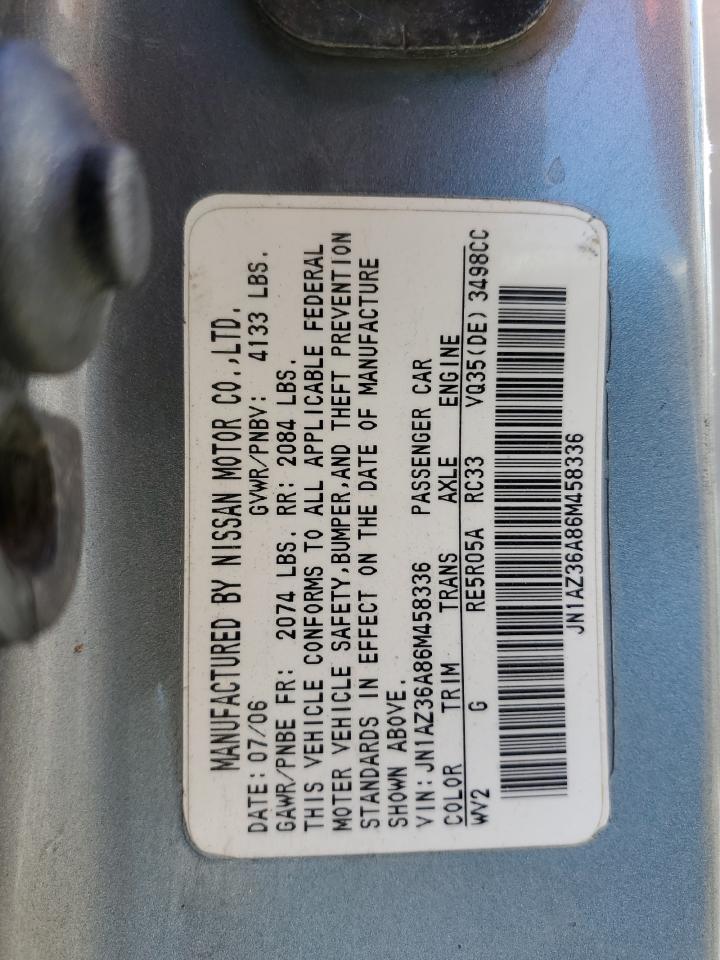 MANUFACTURED BY NISSAN MOTOR CO.,LTD.
DATE: 07/06 GVWR/PNBV: 4133 LBS.
GAWR/PNBE FR: 2074 LBS. RR: 2084 LBS.
THIS VEHICLE CONFORMS TO ALL APPLICABLE FEDERAL
MOTER VEHICLE SAFETY,BUMPER,AND THEFT PREVENTION
STANDARDS IN EFFECT ON THE DATE OF MANUFACTURE
SHOWN ABOVE.
VIN: JN1AZ36A86M458336 PASSENGER CAR
COLOR TRIM TRANS AXLE ENGINE
WV2 G RE5R05A RC33 VQ35(DE) 3498CC
JN1AZ36A86M458336